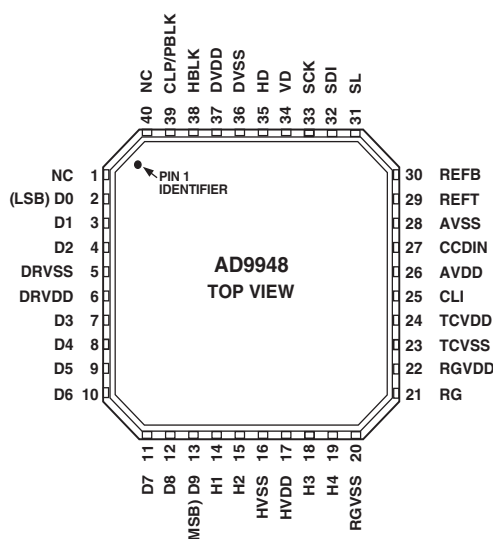 NC
CLP/PBLK
HBLK
DVDD
DVSS
HD
VD
SCK
SDI
SL
40
39
38
37
36
35
34
33
32
31
PIN 1
IDENTIFIER
NC 1
(LSB) D0 2
D1 3
D2 4
DRVSS 5
DRVDD 6
D3 7
D4 8
D5 9
D6 10
AD9948
TOP VIEW
30 REFB
29 REFT
28 AVSS
27 CCDIN
26 AVDD
25 CLI
24 TCVDD
23 TCVSS
22 RGVDD
21 RG
11
12
13
14
15
16
17
18
19
20
D7
D8
MSB) D9
H1
H2
HVSS
HVDD
H3
H4
RGVSS